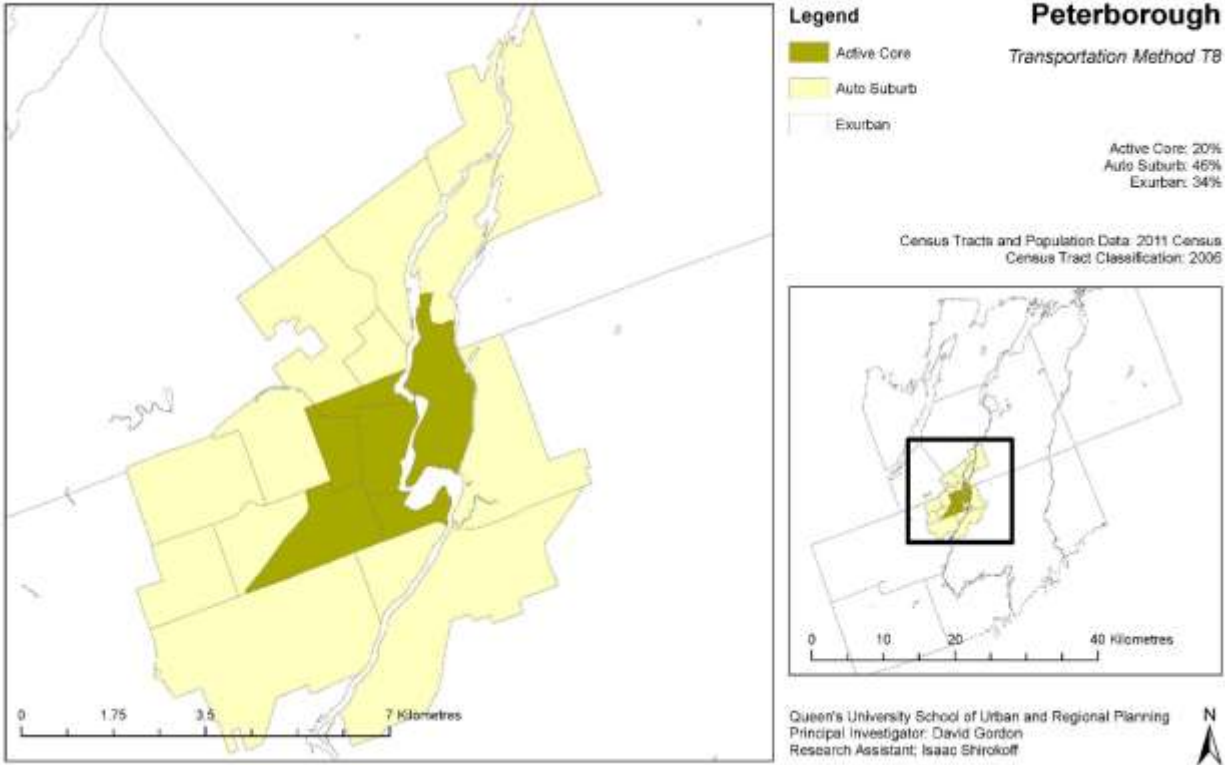 Legend
Active Core
Auto Suburb
Exurban
Peterborough
Transportation Method T8
Active Core: 20%
Auto Suburb: 46%
Exurban: 34%
Census Tracts and Population Data: 2011 Census
Census Tract Classification: 2006
0 1.75 3.5 7 Kilometres
0 10 20 40 Kilometres
Queen's University School of Urban and Regional Planning
Principal Investigator: David Gordon
Research Assistant: Isaac Shirokoff
N